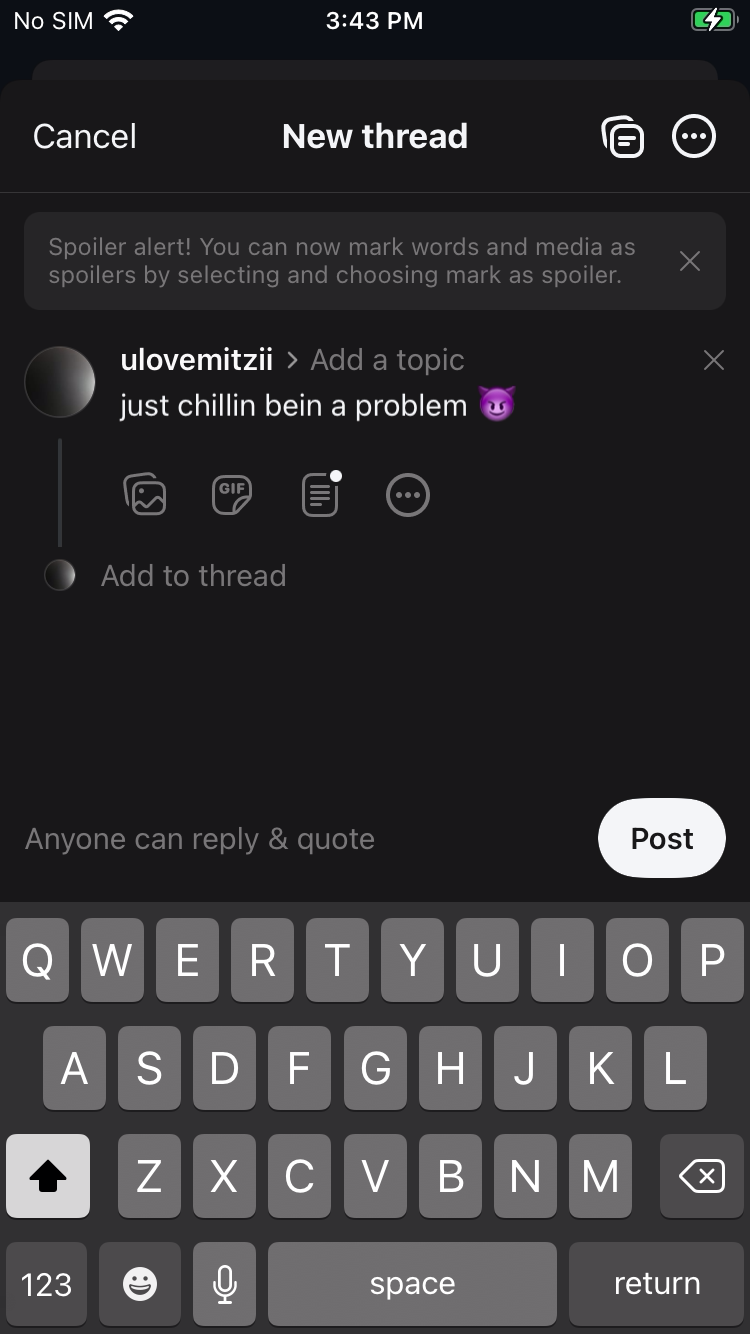 No SIM 3:43 PM
Cancel New thread
Spoiler alert! You can now mark words and media as
spoilers by selecting and choosing mark as spoiler.
ulovemitzii > Add a topic
just chillin bein a problem 😈
GIF
Add to thread
Anyone can reply & quote Post
Q W E R T Y U I O P
A S D F G H J K L
Z X C V B N M
123 space return